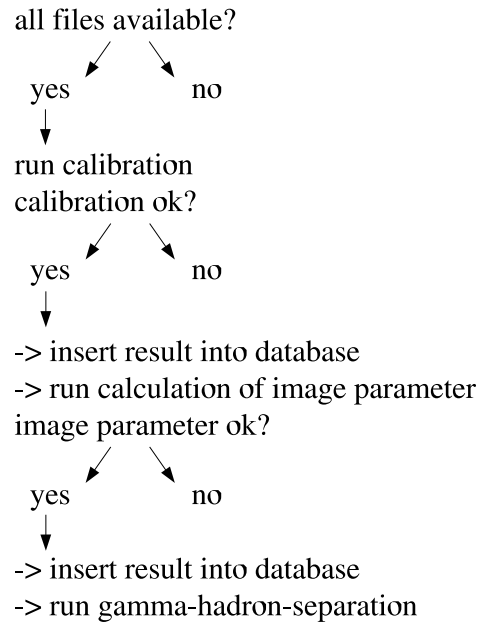 all files available?
yes no
run calibration
calibration ok?
yes no
-> insert result into database
-> run calculation of image parameter
image parameter ok?
yes no
-> insert result into database
-> run gamma-hadron-separation